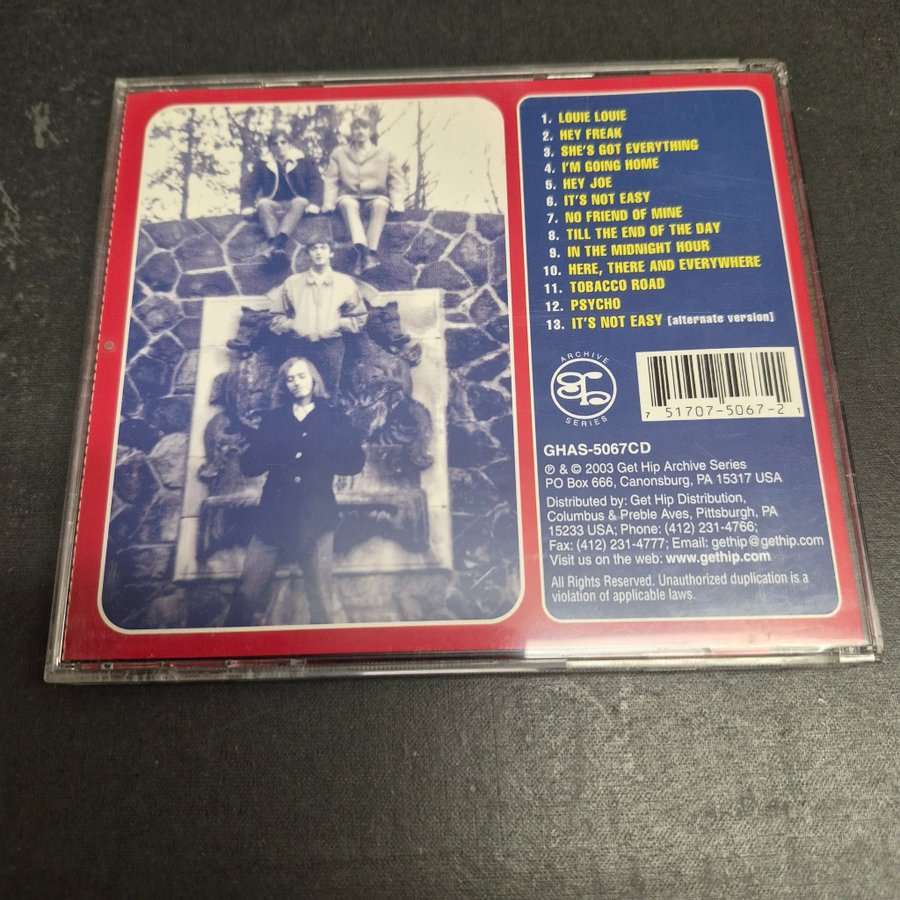 1. LOUIE LOUIE
2. HEY FREAK
3. SHE'S GOT EVERYTHING
4. I'M GOING HOME
5. HEY JOE
6. IT'S NOT EASY
7. NO FRIEND OF MINE
8. TILL THE END OF THE DAY
9. IN THE MIDNIGHT HOUR
10. HERE, THERE AND EVERYWHERE
11. TOBACCO ROAD
12. PSYCHO
13. IT'S NOT EASY [alternate version]
ARCHIVE
SERIES
7 51707-5067-2 1
GHAS-5067CD
℗ & © 2003 Get Hip Archive Series
PO Box 666, Canonsburg, PA 15317 USA
Distributed by: Get Hip Distribution,
Columbus & Preble Aves, Pittsburgh, PA
15233 USA; Phone: (412) 231-4766;
Fax: (412) 231-4777; Email: gethip@gethip.com
Visit us on the web: www.gethip.com
All Rights Reserved. Unauthorized duplication is a
violation of applicable laws.